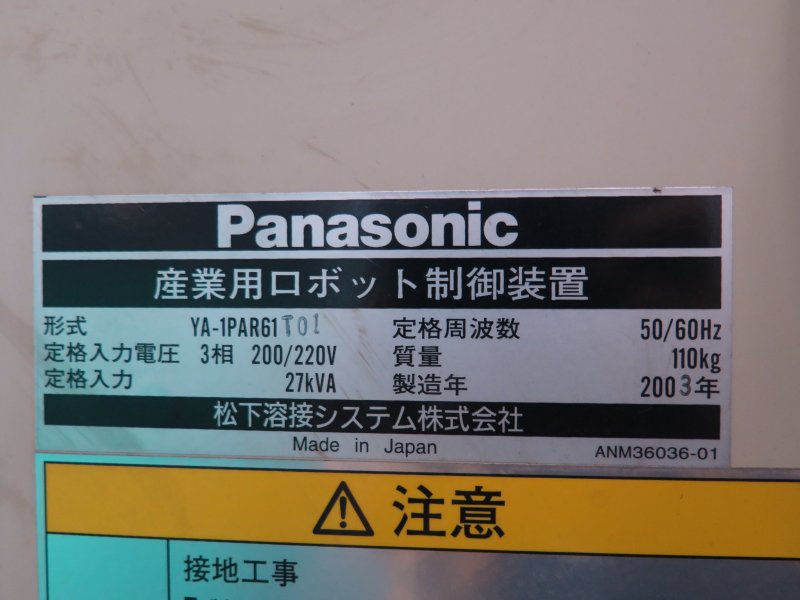 Panasonic
産業用ロボット制御装置
形式 YA-1PAR61T01 定格周波数 50/60Hz
定格入力電圧 3相 200/220V 質量 110kg
定格入力 27kVA 製造年 2003年
松下溶接システム株式会社
Made in Japan ANM36036-01
注意
接地工事